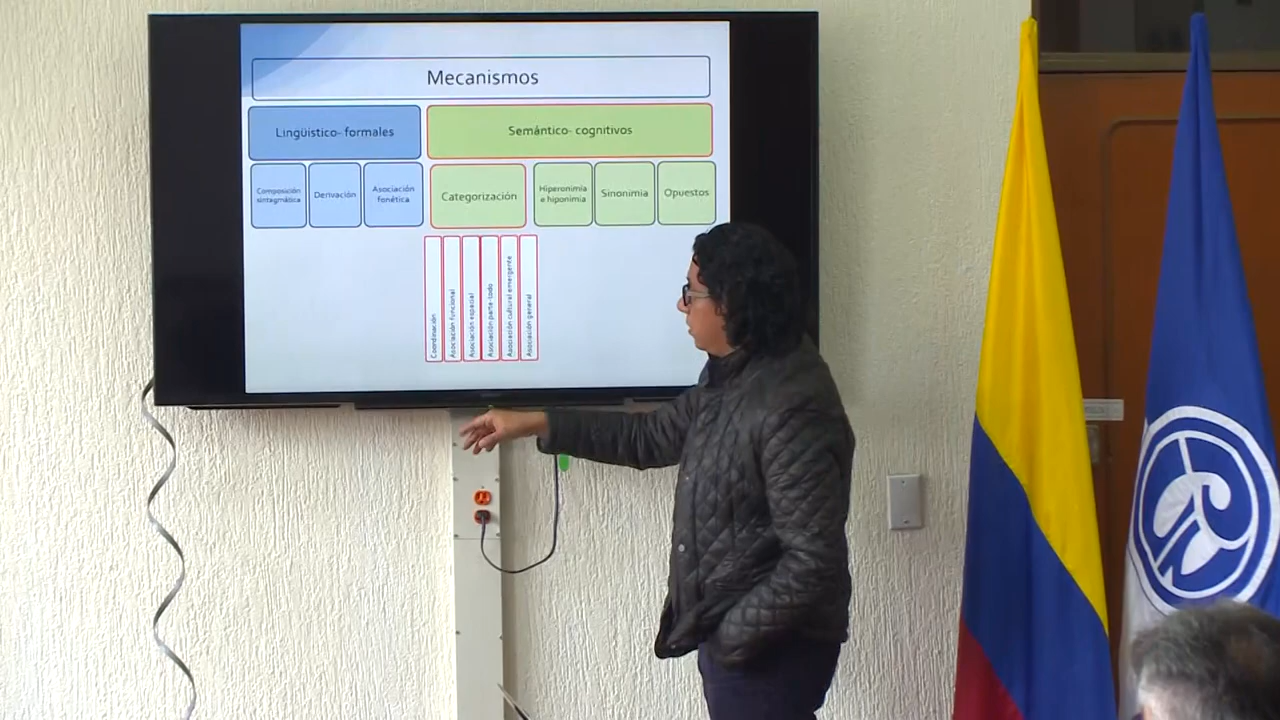 Mecanismos
Lingüistico- formales
Semántico- cognitivos
Composición
sintagmática
Derivación
Asociación
fonética
Categorización
Hiperonimia
e hiponimia
Sinonimia
Opuestos
Coordinación
Asociación funcional
Asociación espacial
Asociación parte-todo
Asociación cultural emergente
Asociación general